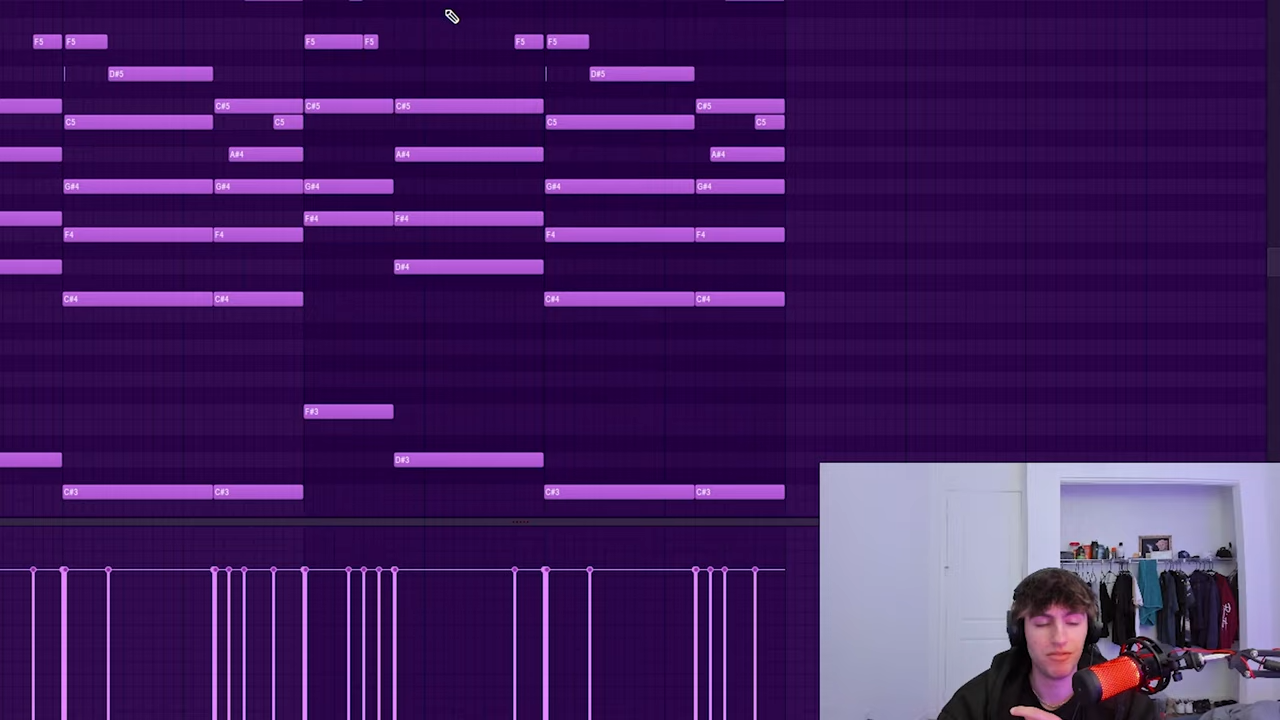 F5 F5 F5 F5 F5 F5
D#5 D#5
C#5 C#5 C#5 C#5
C5 C5 C5 C5
A#4 A#4 A#4
G#4 G#4 G#4 G#4 G#4
F#4 F#4
F4 F4 F4 F4
D#4
C#4 C#4 C#4 C#4
F#3
D#3
C#3 C#3 C#3 C#3